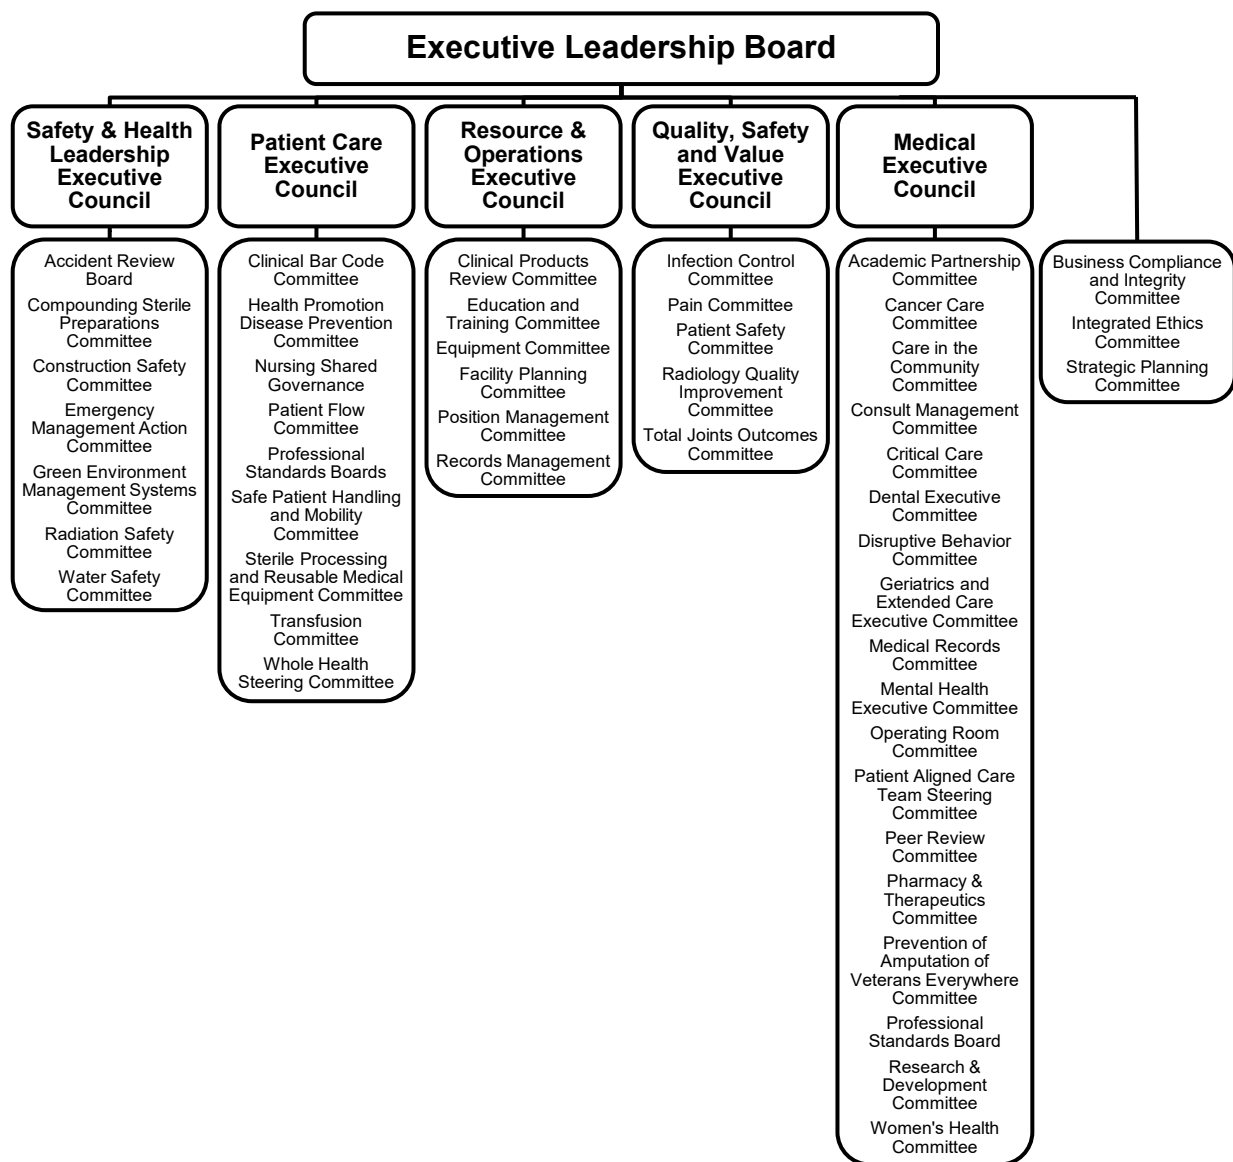 Executive Leadership Board
Safety & Health
Leadership
Executive
Council
Patient Care
Executive
Council
Resource &
Operations
Executive
Council
Quality, Safety
and Value
Executive
Council
Medical
Executive
Council
Accident Review
Board
Compounding Sterile
Preparations
Committee
Construction Safety
Committee
Emergency
Management Action
Committee
Green Environment
Management Systems
Committee
Radiation Safety
Committee
Water Safety
Committee
Clinical Bar Code
Committee
Health Promotion
Disease Prevention
Committee
Nursing Shared
Governance
Patient Flow
Committee
Professional
Standards Boards
Safe Patient Handling
and Mobility
Committee
Sterile Processing
and Reusable Medical
Equipment Committee
Transfusion
Committee
Whole Health
Steering Committee
Clinical Products
Review Committee
Education and
Training Committee
Equipment Committee
Facility Planning
Committee
Position Management
Committee
Records Management
Committee
Infection Control
Committee
Pain Committee
Patient Safety
Committee
Radiology Quality
Improvement
Committee
Total Joints Outcomes
Committee
Academic Partnership
Committee
Cancer Care
Committee
Care in the
Community
Committee
Consult Management
Committee
Critical Care
Committee
Dental Executive
Committee
Disruptive Behavior
Committee
Geriatrics and
Extended Care
Executive Committee
Medical Records
Committee
Mental Health
Executive Committee
Operating Room
Committee
Patient Aligned Care
Team Steering
Committee
Peer Review
Committee
Pharmacy &
Therapeutics
Committee
Prevention of
Amputation of
Veterans Everywhere
Committee
Professional
Standards Board
Research &
Development
Committee
Women's Health
Committee
Business Compliance
and Integrity
Committee
Integrated Ethics
Committee
Strategic Planning
Committee